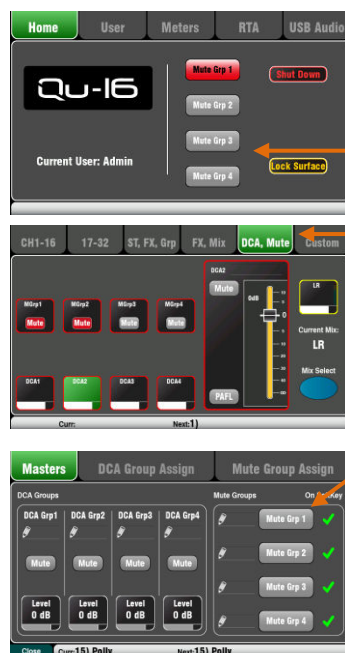 Home User Meters RTA USB Audio
Qu-16
Current User: Admin
Mute Grp 1
Mute Grp 2
Mute Grp 3
Mute Grp 4
Shut Down
Lock Surface
CH1-16 17-32 ST, FX, Grp FX, Mix DCA, Mute Custom
MGrp1 MGrp2 MGrp3 MGrp4
Mute Mute Mute Mute
DCA1 DCA2 DCA3 DCA4
DCA2
Mute
0dB
0
PAFL
LR
Current Mix:
LR
Mix Select
Curr: Next:1)
Masters DCA Group Assign Mute Group Assign
DCA Groups
DCA Grp1 DCA Grp2 DCA Grp3 DCA Grp4
Mute Mute Mute Mute
Level Level Level Level
0 dB 0 dB 0 dB 0 dB
Mute Groups On SoftKey
Mute Grp 1
Mute Grp 2
Mute Grp 3
Mute Grp 4
Close Curr:15) Polly Next:15) Polly